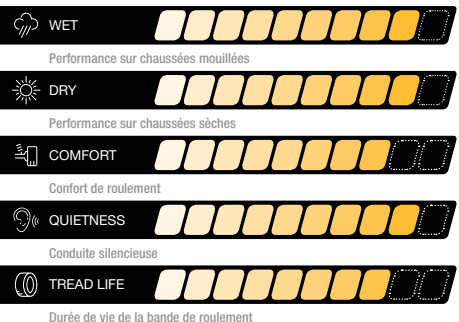 WET
Performance sur chaussées mouillées
DRY
Performance sur chaussées sèches
COMFORT
Confort de roulement
QUIETNESS
Conduite silencieuse
TREAD LIFE
Durée de vie de la bande de roulement